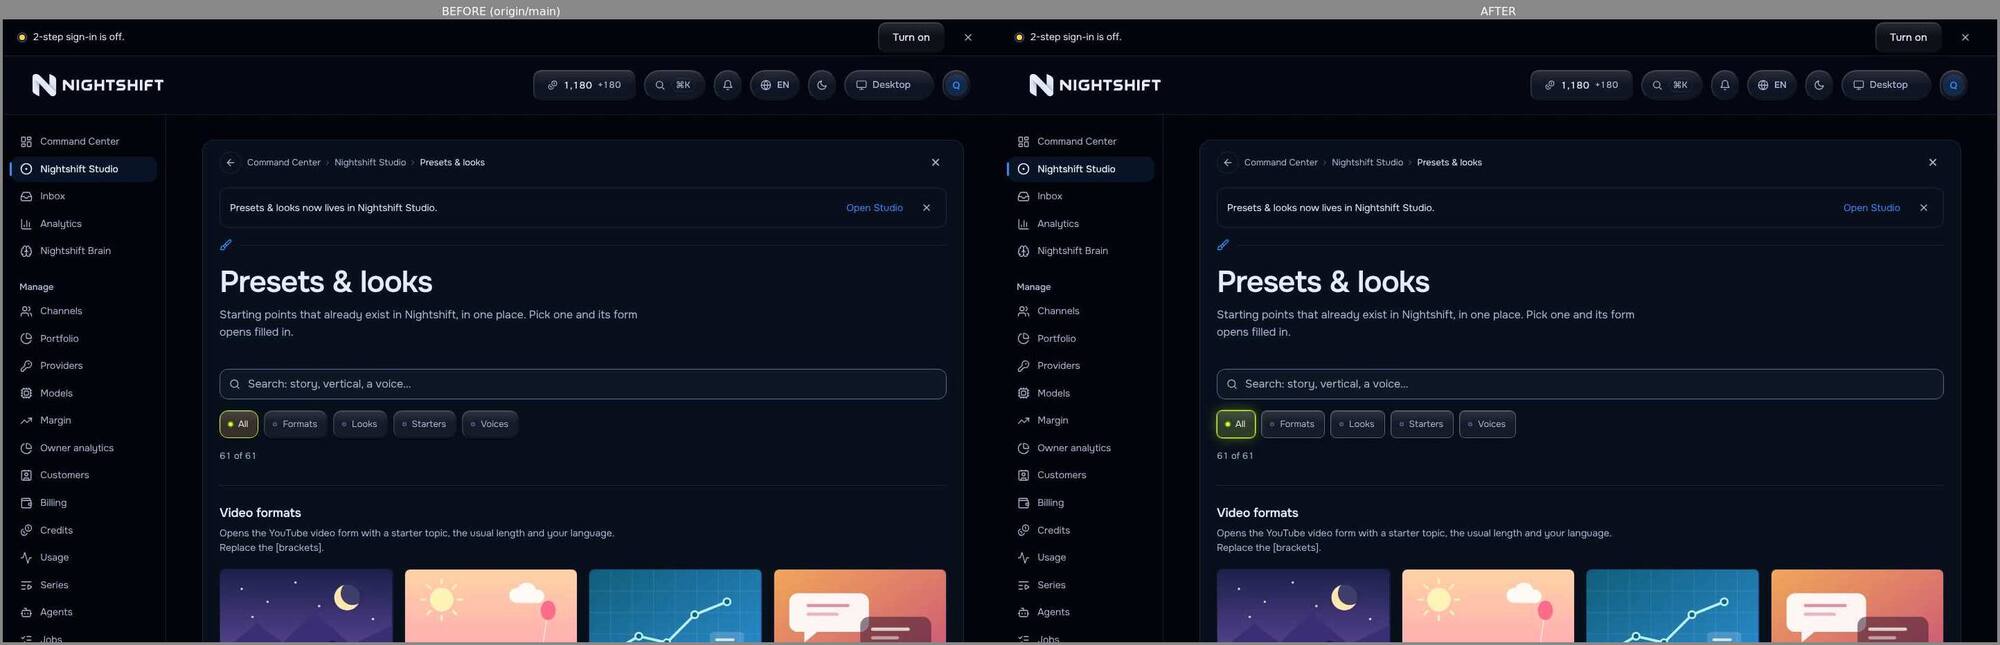 BEFORE (origin/main)
2-step sign-in is off.
Turn on
NIGHTSHIFT
1,180 +180
⌘K
EN
Desktop
Q
Command Center
Nightshift Studio
Inbox
Analytics
Nightshift Brain
Manage
Channels
Portfolio
Providers
Models
Margin
Owner analytics
Customers
Billing
Credits
Usage
Series
Agents
Jobs
Command Center › Nightshift Studio › Presets & looks
Presets & looks now lives in Nightshift Studio.
Open Studio
Presets & looks
Starting points that already exist in Nightshift, in one place. Pick one and its form
opens filled in.
Search: story, vertical, a voice...
All
Formats
Looks
Starters
Voices
61 of 61
Video formats
Opens the YouTube video form with a starter topic, the usual length and your language.
Replace the [brackets].
AFTER
2-step sign-in is off.
Turn on
NIGHTSHIFT
1,180 +180
⌘K
EN
Desktop
Q
Command Center
Nightshift Studio
Inbox
Analytics
Nightshift Brain
Manage
Channels
Portfolio
Providers
Models
Margin
Owner analytics
Customers
Billing
Credits
Usage
Series
Agents
Jobs
Command Center › Nightshift Studio › Presets & looks
Presets & looks now lives in Nightshift Studio.
Open Studio
Presets & looks
Starting points that already exist in Nightshift, in one place. Pick one and its form
opens filled in.
Search: story, vertical, a voice...
All
Formats
Looks
Starters
Voices
61 of 61
Video formats
Opens the YouTube video form with a starter topic, the usual length and your language.
Replace the [brackets].